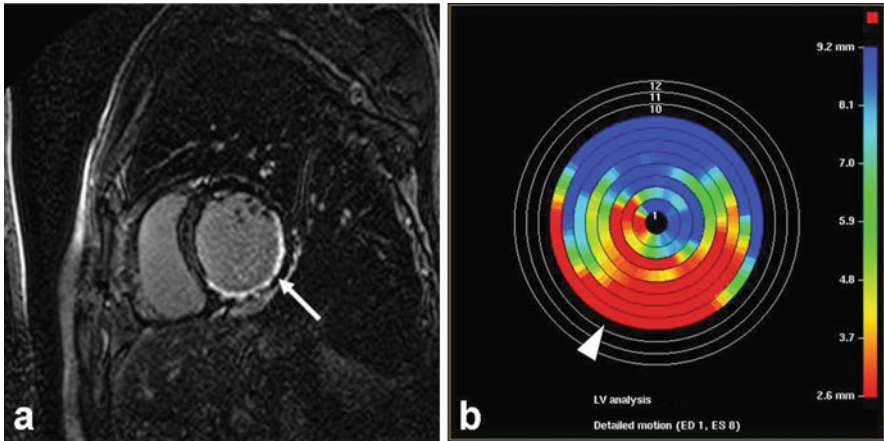 a
b
12
11
10
1
9.2 mm
8.1
7.0
5.9
4.8
3.7
2.6 mm
LV analysis
Detailed motion (ED 1, ES 8)